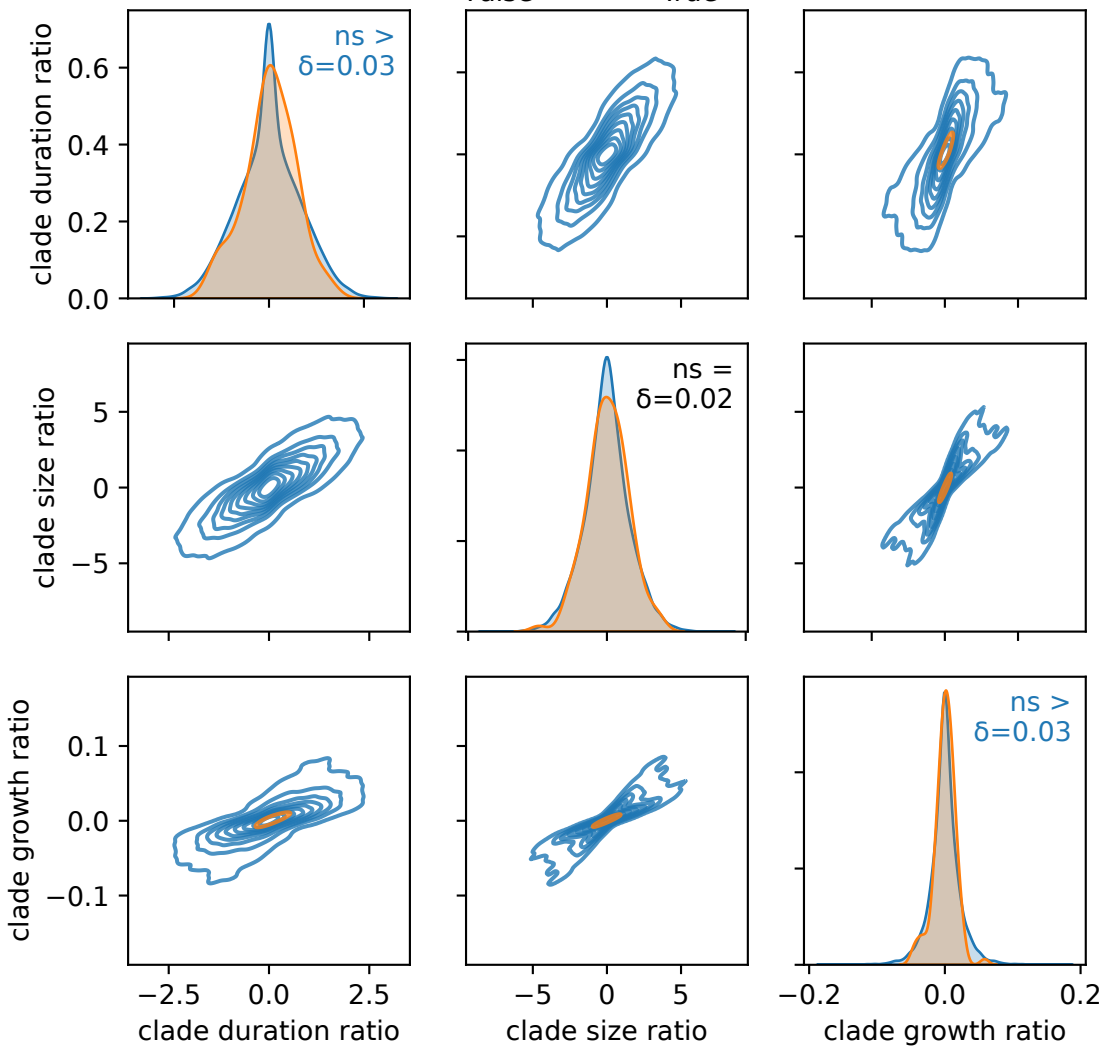 clade duration ratio
0.6
0.4
0.2
0.0
ns >
δ=0.03
clade size ratio
5
0
−5
ns =
δ=0.02
clade growth ratio
0.1
0.0
−0.1
ns >
δ=0.03
−2.5
0.0
2.5
clade duration ratio
−5
0
5
clade size ratio
−0.2
0.0
0.2
clade growth ratio